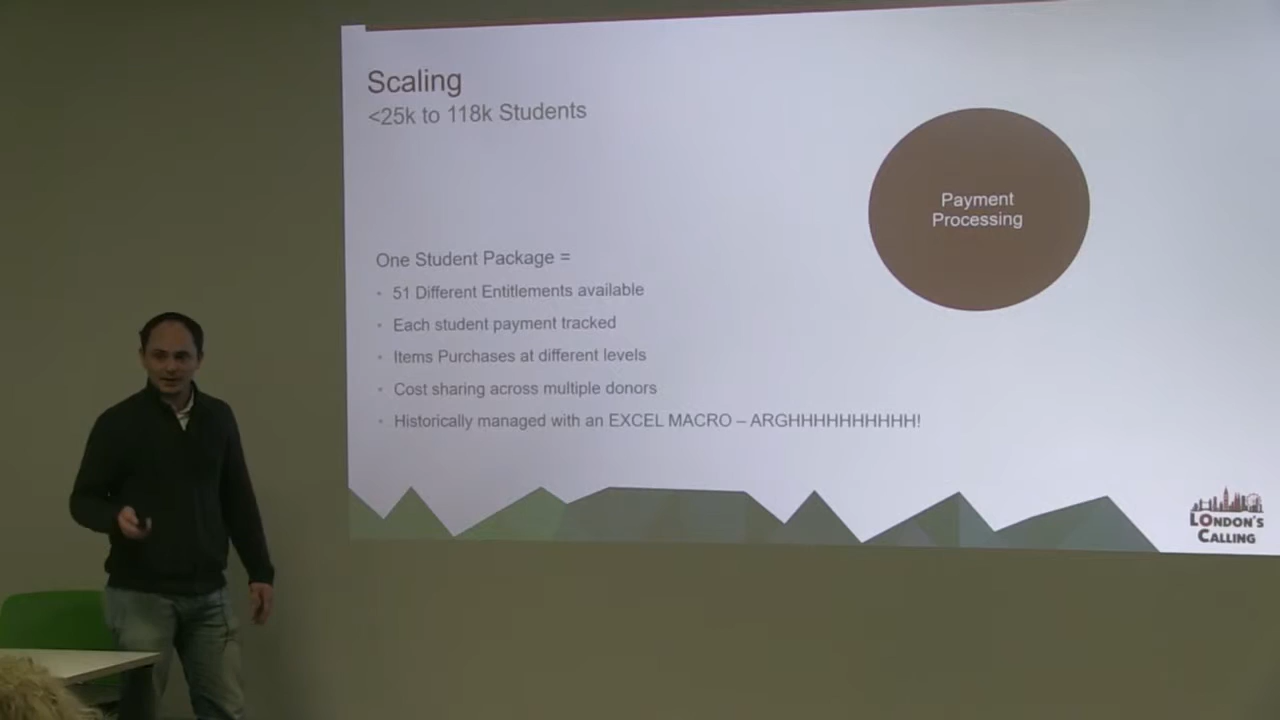 Scaling
<25k to 118k Students
Payment
Processing
One Student Package =
• 51 Different Entitlements available
• Each student payment tracked
• Items Purchases at different levels
• Cost sharing across multiple donors
• Historically managed with an EXCEL MACRO – ARGHHHHHHHHHH!
LONDON'S
CALLING